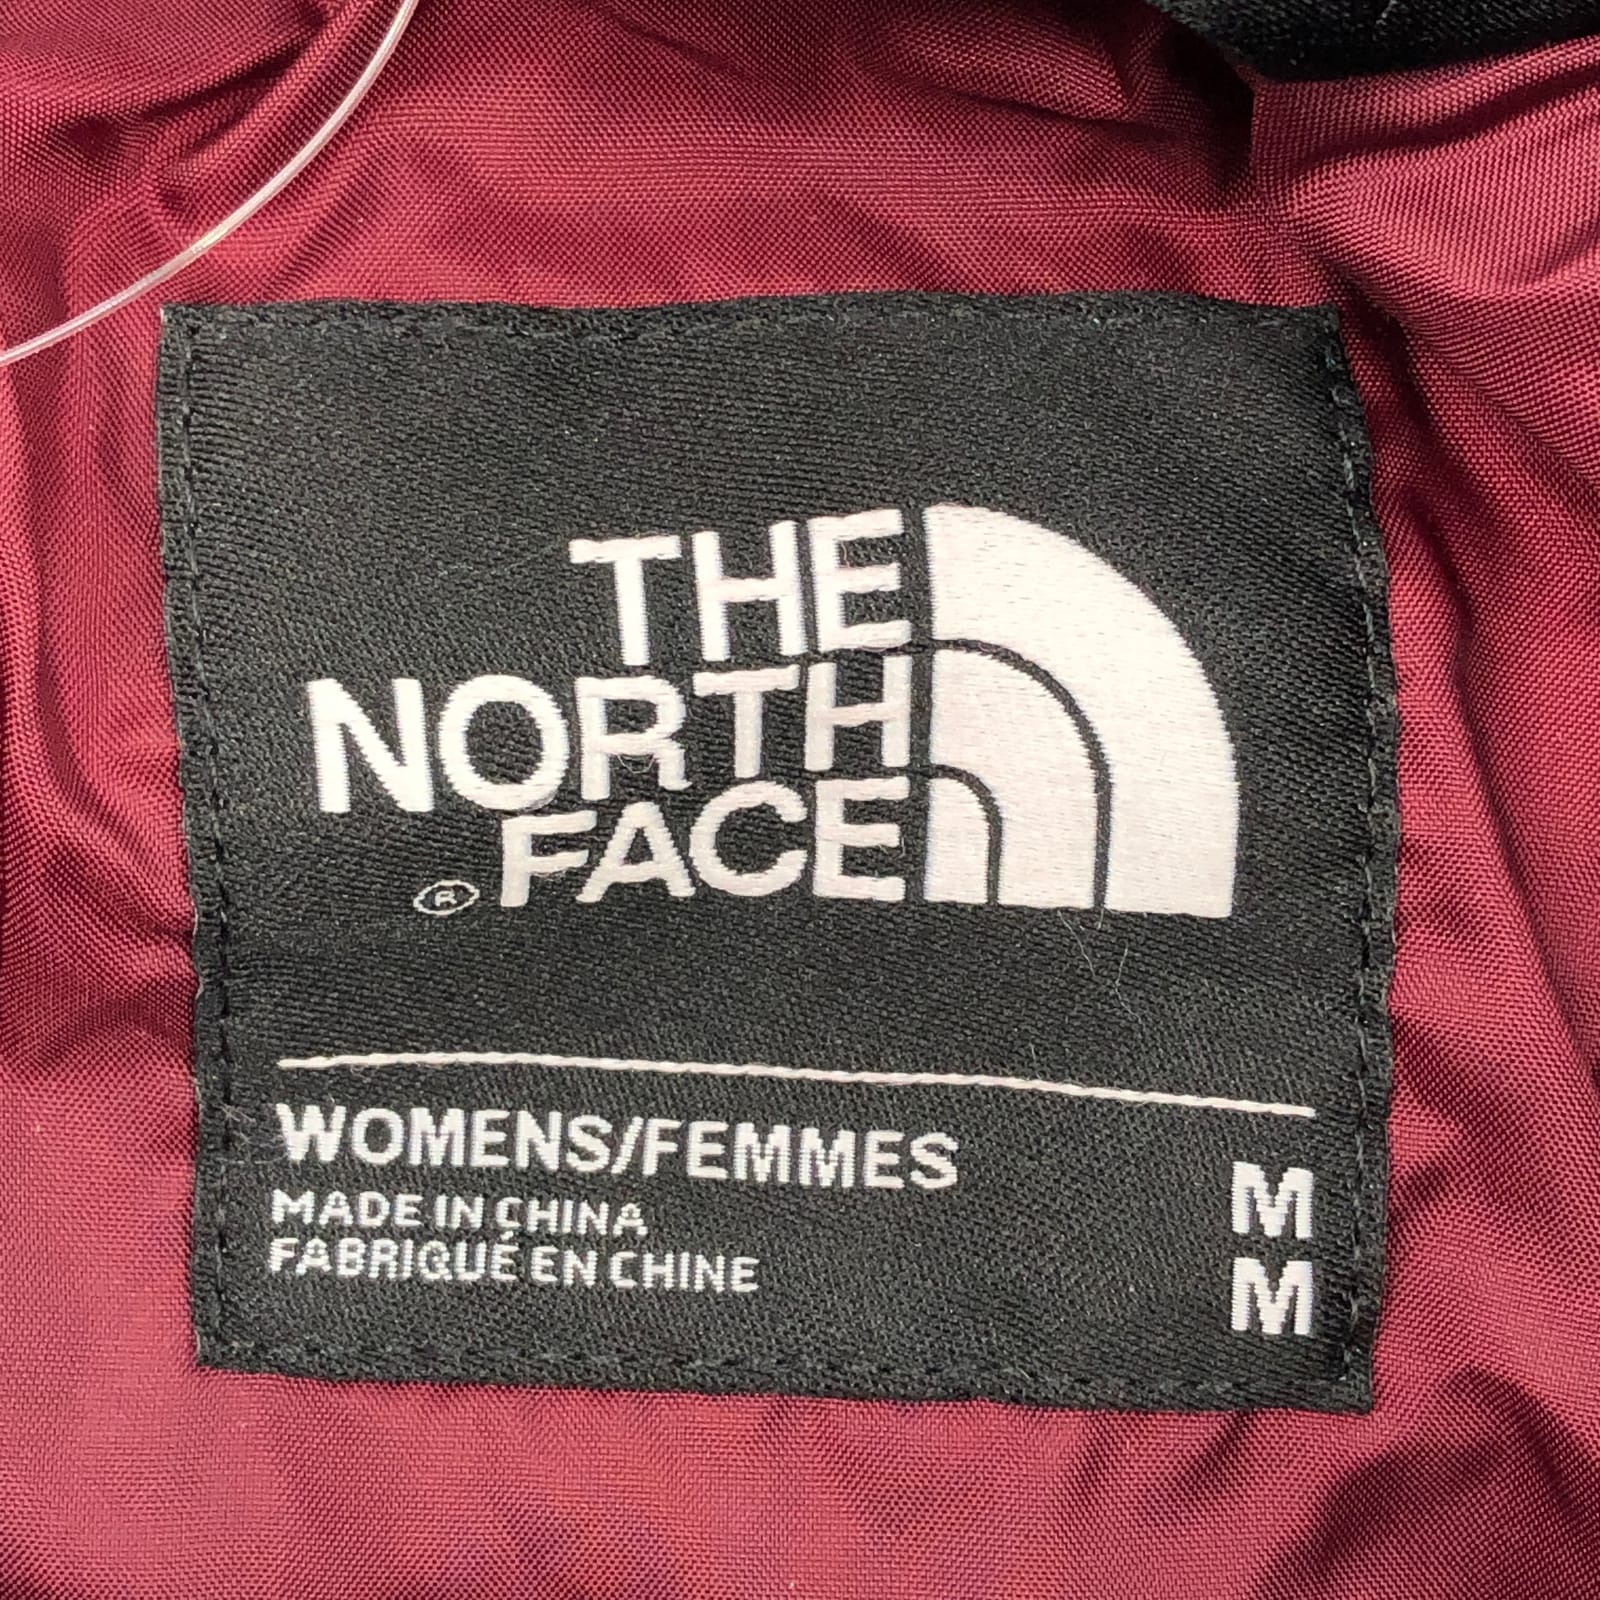 THE
NORTH
FACE
®
WOMENS/FEMMES
MADE IN CHINA
FABRIQUÉ EN CHINE
M
M